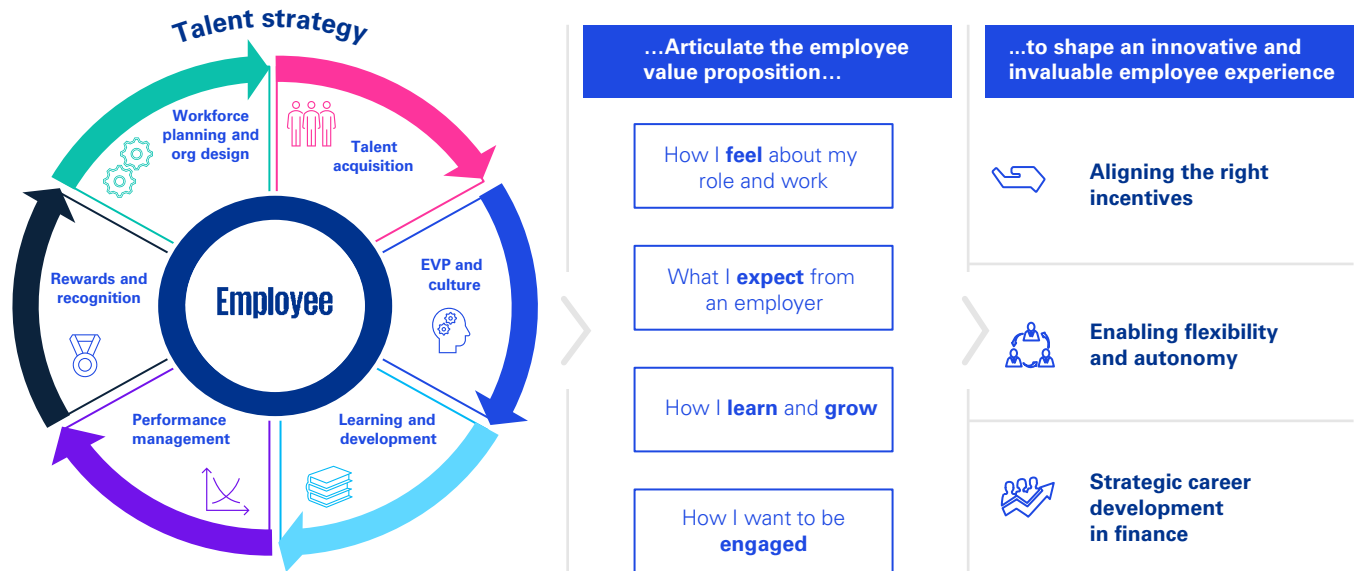 Talent strategy
Workforce
planning and
org design
Talent
acquisition
EVP and
culture
Learning and
development
Performance
management
Rewards and
recognition
Employee
...Articulate the employee
value proposition...
How I feel about my
role and work
What I expect from
an employer
How I learn and grow
How I want to be
engaged
...to shape an innovative and
invaluable employee experience
Aligning the right
incentives
Enabling flexibility
and autonomy
Strategic career
development
in finance